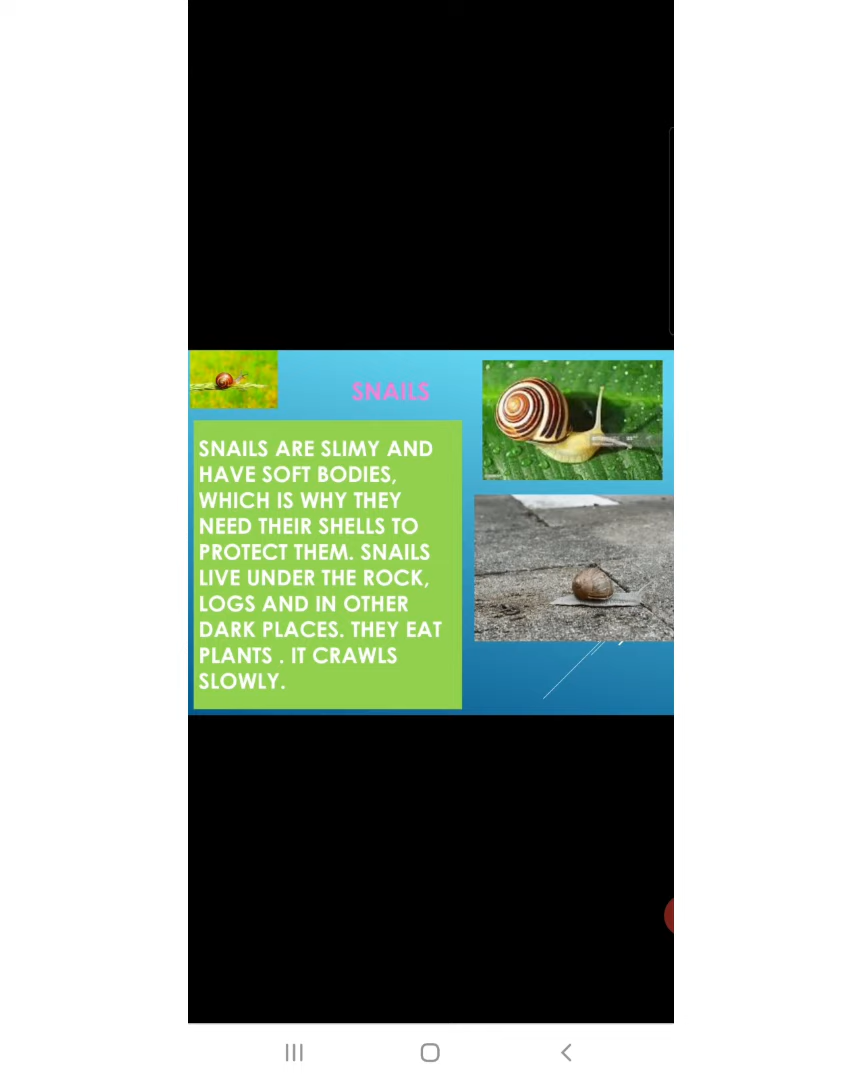 SNAILS
SNAILS ARE SLIMY AND
HAVE SOFT BODIES,
WHICH IS WHY THEY
NEED THEIR SHELLS TO
PROTECT THEM. SNAILS
LIVE UNDER THE ROCK,
LOGS AND IN OTHER
DARK PLACES. THEY EAT
PLANTS . IT CRAWLS
SLOWLY.